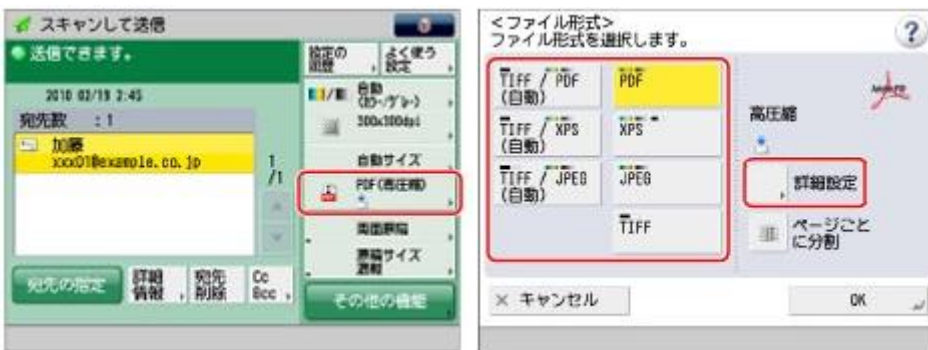 スキャンして送信
送信できます。
2010 02/19 2:45
宛先数 :1
加藤
xxx01@example.co.jp
1
/1
宛先の指定
詳細
情報
宛先
削除
Cc
Bcc
設定の
履歴
よく使う
設定
自動
(カラー/グレー)
300x300dpi
自動サイズ
PDF(高圧縮)
両面原稿
原稿サイズ
混載
その他の機能
<ファイル形式>
ファイル形式を選択します。
?
TIFF / PDF
(自動)
PDF
TIFF / XPS
(自動)
XPS
TIFF / JPEG
(自動)
JPEG
TIFF
高圧縮
詳細設定
ページごと
に分割
× キャンセル
OK